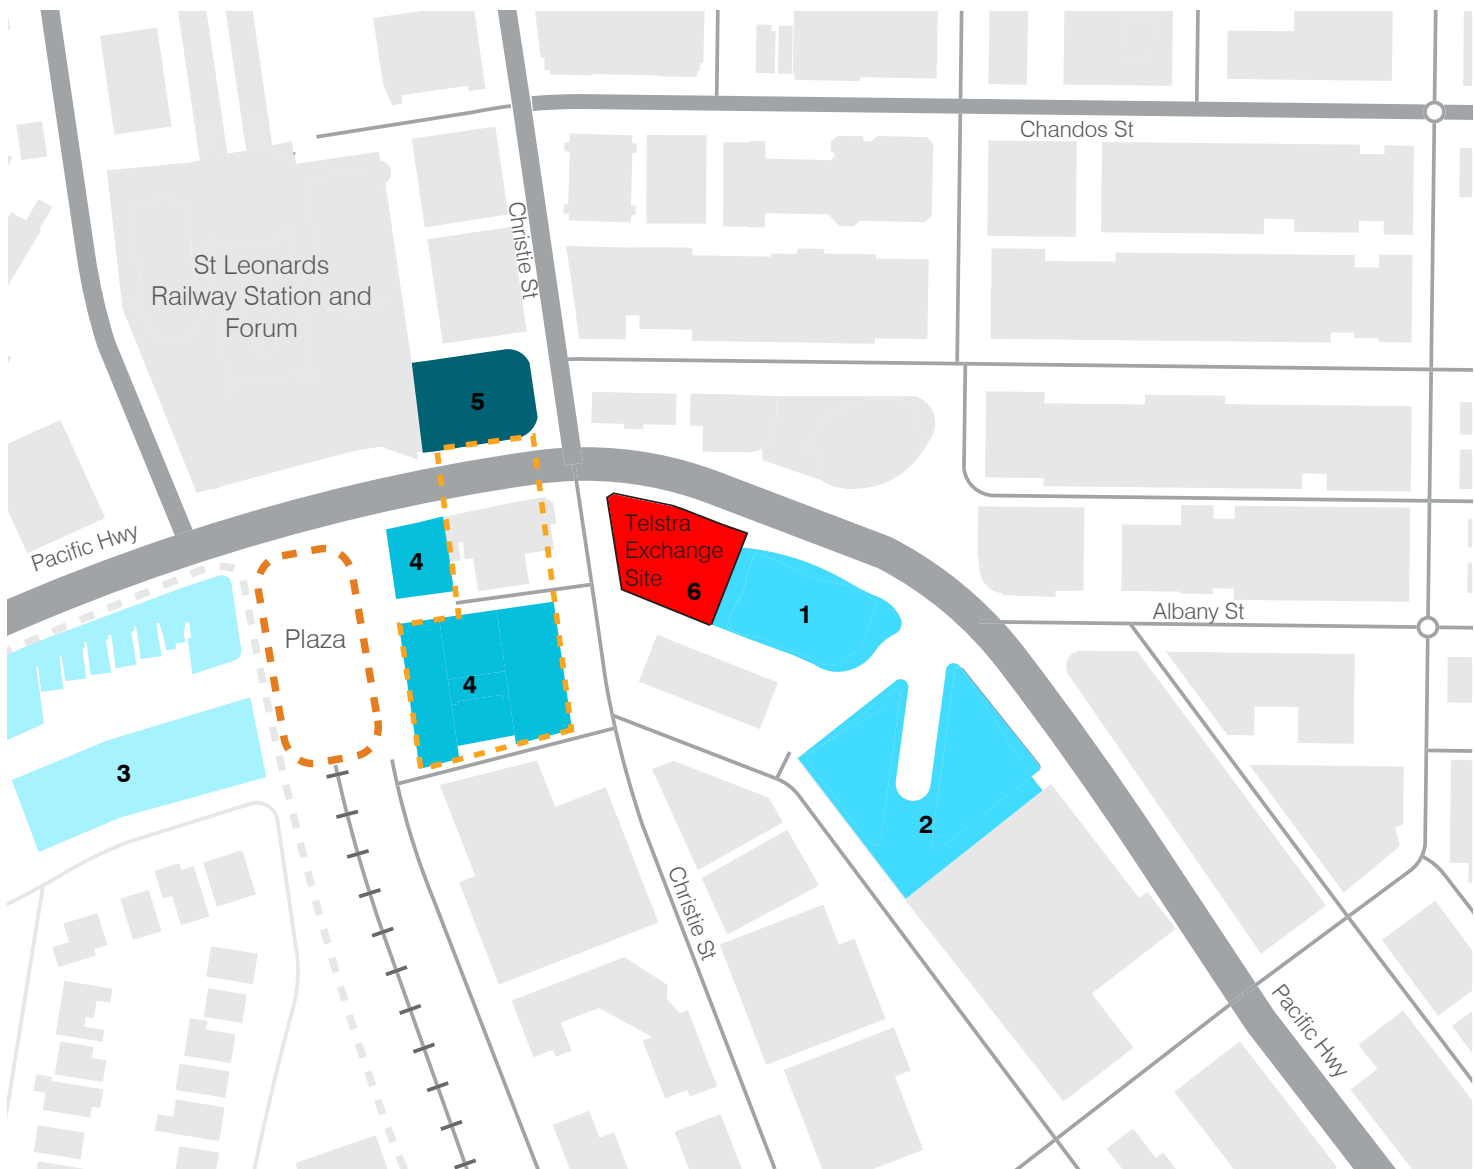 Chandos St
Christie St
St Leonards
Railway Station and
Forum
5
Pacific Hwy
Telstra
Exchange
Site
6
4
1
Albany St
Plaza
4
3
2
Christie St
Pacific Hwy